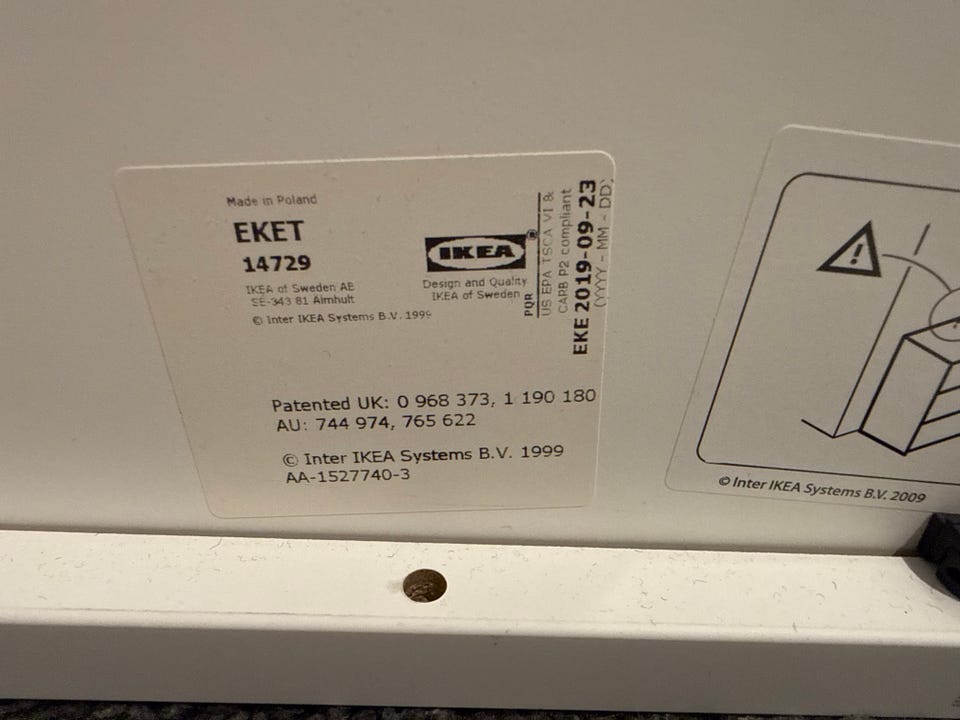 Made in Poland
EKET
14729
IKEA of Sweden AB
SE-343 81 Älmhult
© Inter IKEA Systems B.V. 1999
IKEA
Design and Quality
IKEA of Sweden
PQR
US EPA TSCA VI &
CARB P2 compliant
EKE 2019-09-23
(YYYY - MM - DD)
Patented UK: 0 968 373, 1 190 180
AU: 744 974, 765 622
© Inter IKEA Systems B.V. 1999
AA-1527740-3
© Inter IKEA Systems B.V. 2009